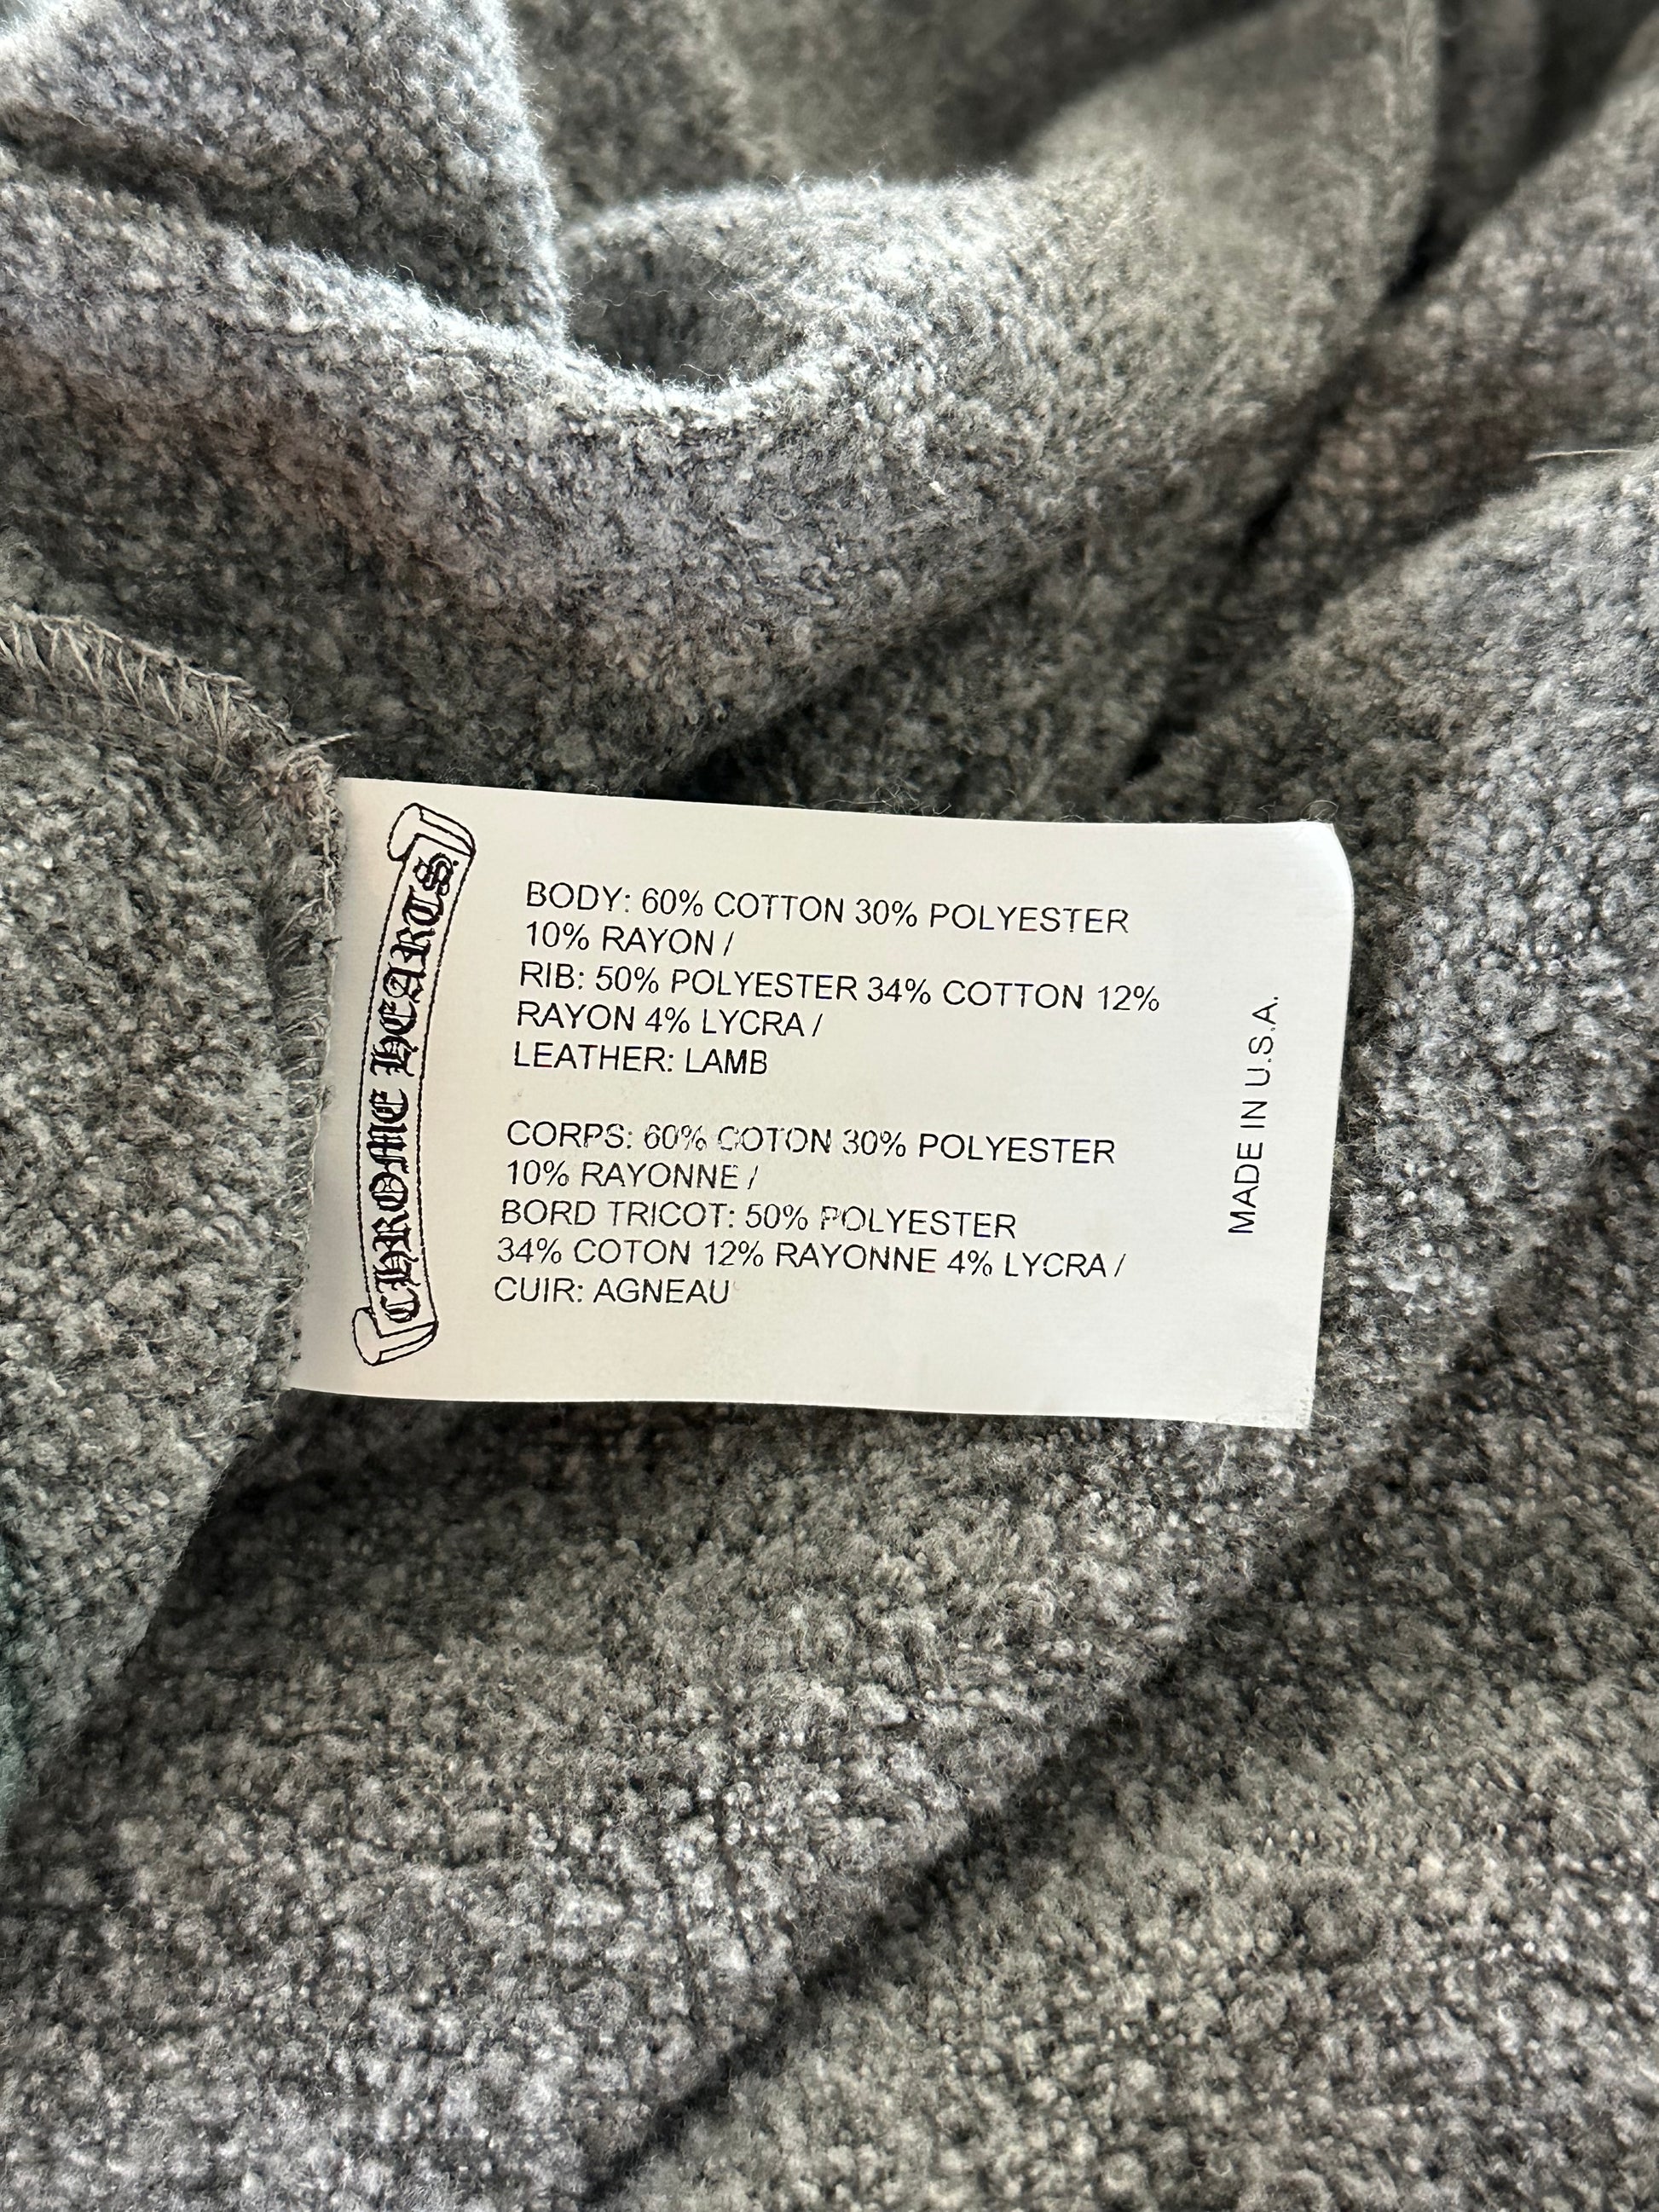 CHROME HEARTS
BODY: 60% COTTON 30% POLYESTER
10% RAYON /
RIB: 50% POLYESTER 34% COTTON 12%
RAYON 4% LYCRA /
LEATHER: LAMB
CORPS: 60% COTON 30% POLYESTER
10% RAYONNE /
BORD TRICOT: 50% POLYESTER
34% COTON 12% RAYONNE 4% LYCRA /
CUIR: AGNEAU
MADE IN U.S.A.